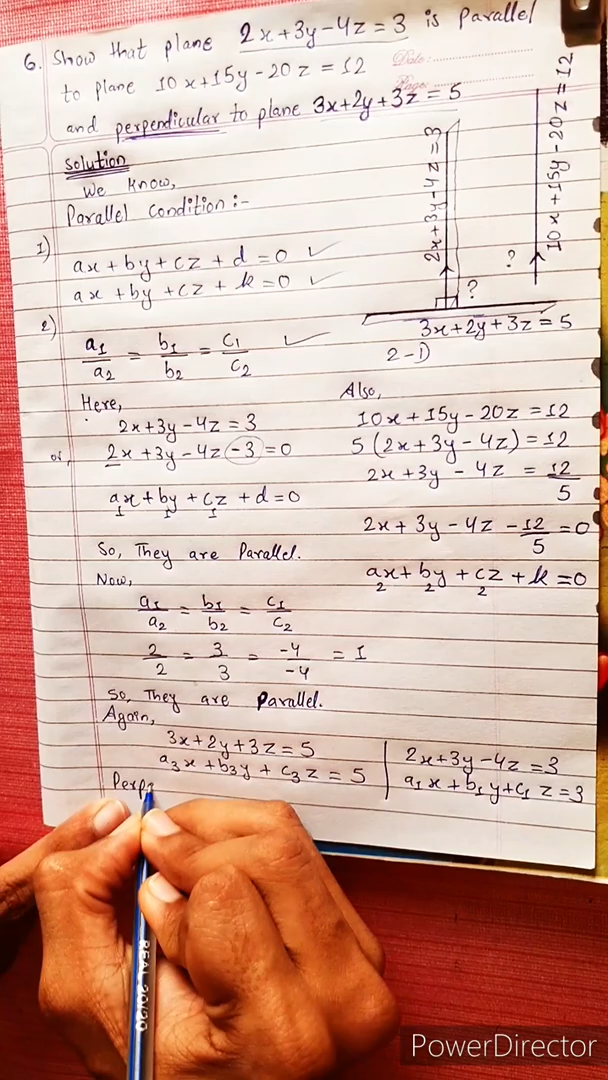 6. Show that plane 2x+3y-4z=3 is Parallel
to plane 10x+15y-20z=12
Date:
Page:
and perpendicular to plane 3x+2y+3z=5
Solution
We Know,
Parallel Condition:-
1)
ax+by+cz+d=0 ✓
ax+by+cz+k=0 ✓
2)
a1/a2 = b1/b2 = c1/c2 ✓
2x+3y-4z=3
10x+15y-20z=12
?
?
3x+2y+3z=5
2-D
Here,
2x+3y-4z=3
or, 2x+3y-4z-3=0
a1x+b1y+c1z+d=0
So, They are Parallel.
Also,
10x+15y-20z=12
5(2x+3y-4z)=12
2x+3y-4z=12/5
2x+3y-4z-12/5=0
a2x+b2y+c2z+k=0
Now,
a1/a2 = b1/b2 = c1/c2
2/2 = 3/3 = -4/-4 = 1
So, They are Parallel.
Again,
3x+2y+3z=5
a3x+b3y+c3z=5
2x+3y-4z=3
a1x+b1y+c1z=3
Perp
REAL 20/20
PowerDirector